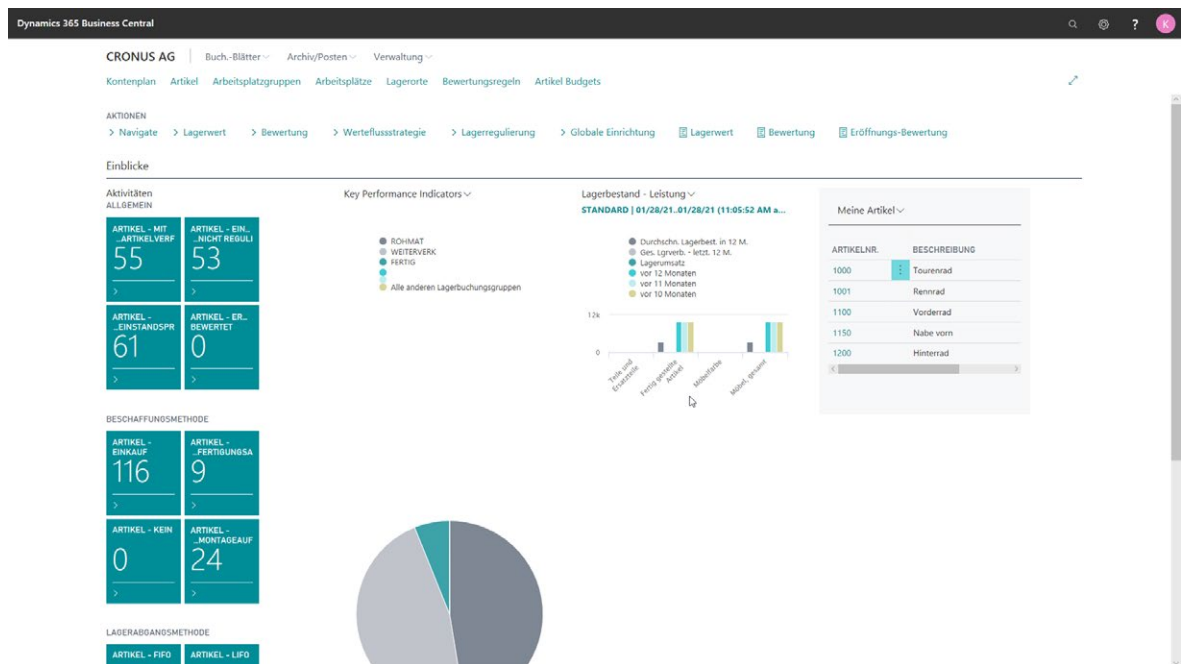 Dynamics 365 Business Central
?
K
CRONUS AG
Buch.-Blätter
Archiv/Posten
Verwaltung
Kontenplan
Artikel
Arbeitsplatzgruppen
Arbeitsplätze
Lagerorte
Bewertungsregeln
Artikel Budgets
AKTIONEN
> Navigate
> Lagerwert
> Bewertung
> Werteflussstrategie
> Lagerregulierung
> Globale Einrichtung
Lagerwert
Bewertung
Eröffnungs-Bewertung
Einblicke
Aktivitäten
ALLGEMEIN
ARTIKEL - MIT
...ARTIKELVERF
55
ARTIKEL - EIN...
...NICHT REGULI
53
ARTIKEL -
...EINSTANDSPR
61
ARTIKEL - ER...
BEWERTET
0
BESCHAFFUNGSMETHODE
ARTIKEL -
EINKAUF
116
ARTIKEL -
...FERTIGUNGSA
9
ARTIKEL - KEIN
0
ARTIKEL -
...MONTAGEAUF
24
LAGERABGANGSMETHODE
ARTIKEL - FIFO
ARTIKEL - LIFO
Key Performance Indicators
ROHMAT
WEITERVERK
FERTIG
Alle anderen Lagerbuchungsgruppen
Lagerbestand - Leistung
STANDARD | 01/28/21..01/28/21 (11:05:52 AM a...
Durchschn. Lagerbest. in 12 M.
Ges. Lgrverb. - letzt. 12 M.
Lagerumsatz
vor 12 Monaten
vor 11 Monaten
vor 10 Monaten
12k
0
Teile und
Ersatzteile
Fertig gestellte
Artikel
Möbelfarbe
Möbel, gesamt
Meine Artikel
ARTIKELNR.
BESCHREIBUNG
1000
Tourenrad
1001
Rennrad
1100
Vorderrad
1150
Nabe vorn
1200
Hinterrad